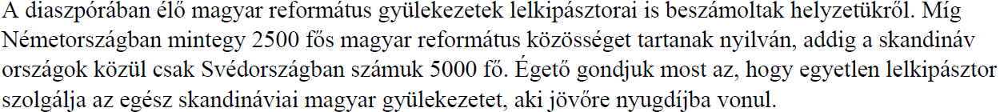 A diaszpórában élő magyar református gyülekezetek lelkipásztorai is beszámoltak helyzetükről. Míg
Németországban mintegy 2500 fős magyar református közösséget tartanak nyilván, addig a skandináv
országok közül csak Svédországban számuk 5000 fő. Égető gondjuk most az, hogy egyetlen lelkipásztor
szolgálja az egész skandináviai magyar gyülekezetet, aki jövőre nyugdíjba vonul.